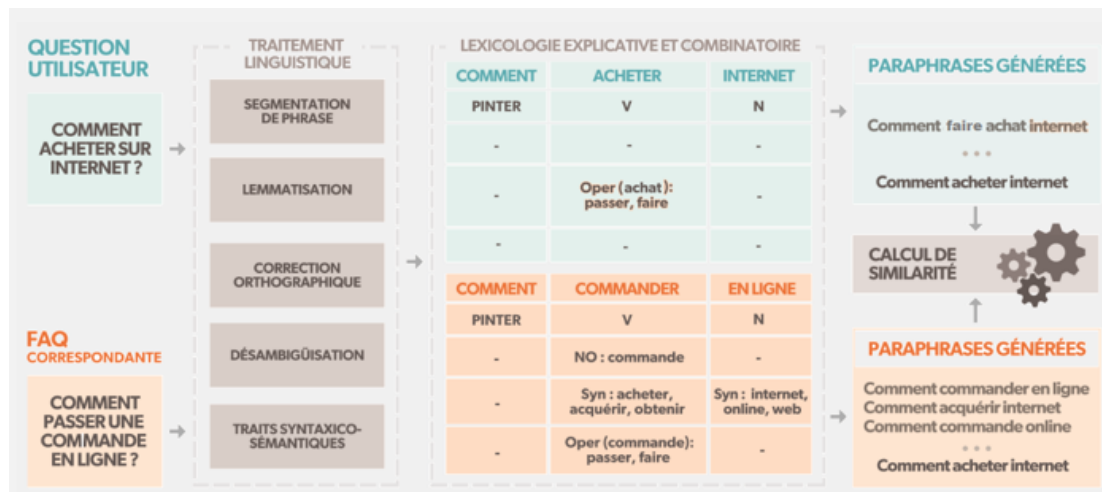 QUESTION
UTILISATEUR
COMMENT
ACHETER SUR
INTERNET ?
FAQ
CORRESPONDANTE
COMMENT
PASSER UNE
COMMANDE
EN LIGNE ?
TRAITEMENT
LINGUISTIQUE
SEGMENTATION
DE PHRASE
LEMMATISATION
CORRECTION
ORTHOGRAPHIQUE
DÉSAMBIGÜISATION
TRAITS SYNTAXICO-
SÉMANTIQUES
LEXICOLOGIE EXPLICATIVE ET COMBINATOIRE
COMMENT ACHETER INTERNET
PINTER V N
- - -
- Oper (achat): -
passer, faire
- - -
COMMENT COMMANDER EN LIGNE
PINTER V N
- NO : commande -
- Syn : acheter, Syn : internet,
acquérir, obtenir online, web
- Oper (commande): -
passer, faire
PARAPHRASES GÉNÉRÉES
Comment faire achat internet
...
Comment acheter internet
CALCUL DE
SIMILARITÉ
PARAPHRASES GÉNÉRÉES
Comment commander en ligne
Comment acquérir internet
Comment commande online
...
Comment acheter internet